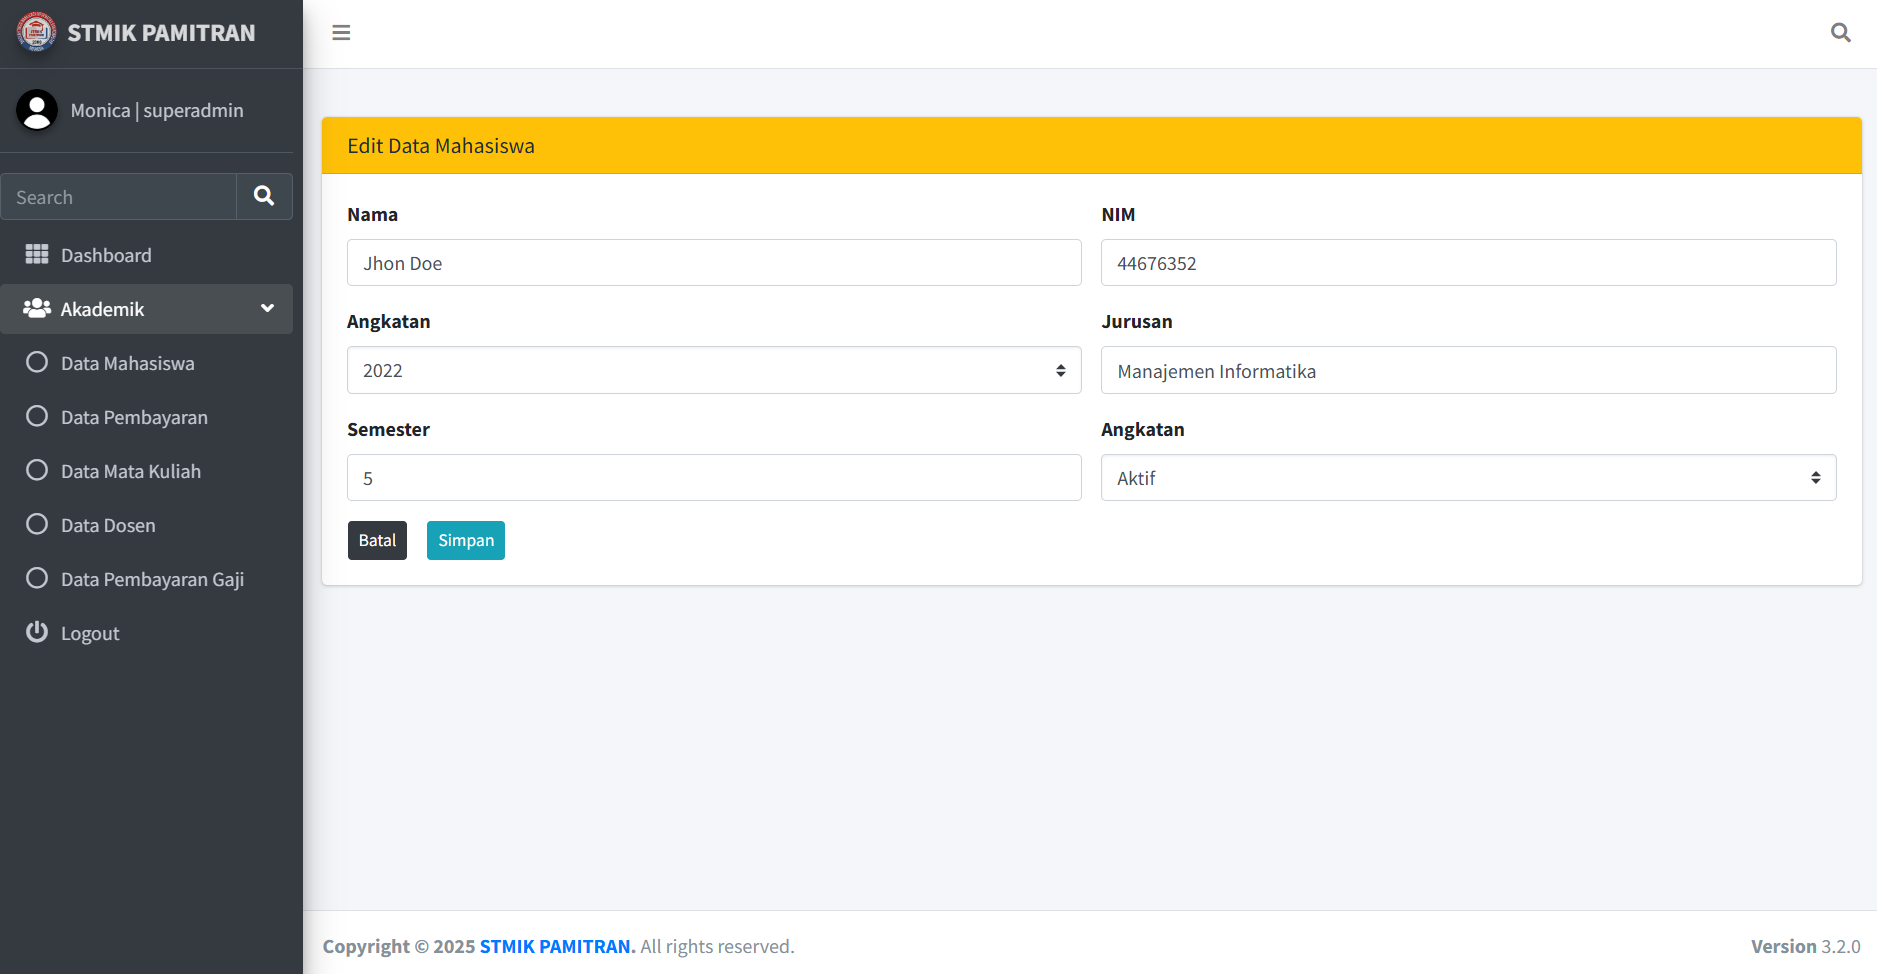 STMIK PAMITRAN
Monica | superadmin
Search
Dashboard
Akademik
Data Mahasiswa
Data Pembayaran
Data Mata Kuliah
Data Dosen
Data Pembayaran Gaji
Logout
Edit Data Mahasiswa
Nama
NIM
Jhon Doe
44676352
Angkatan
Jurusan
2022
Manajemen Informatika
Semester
Angkatan
5
Aktif
Batal
Simpan
Copyright © 2025 STMIK PAMITRAN. All rights reserved.
Version 3.2.0